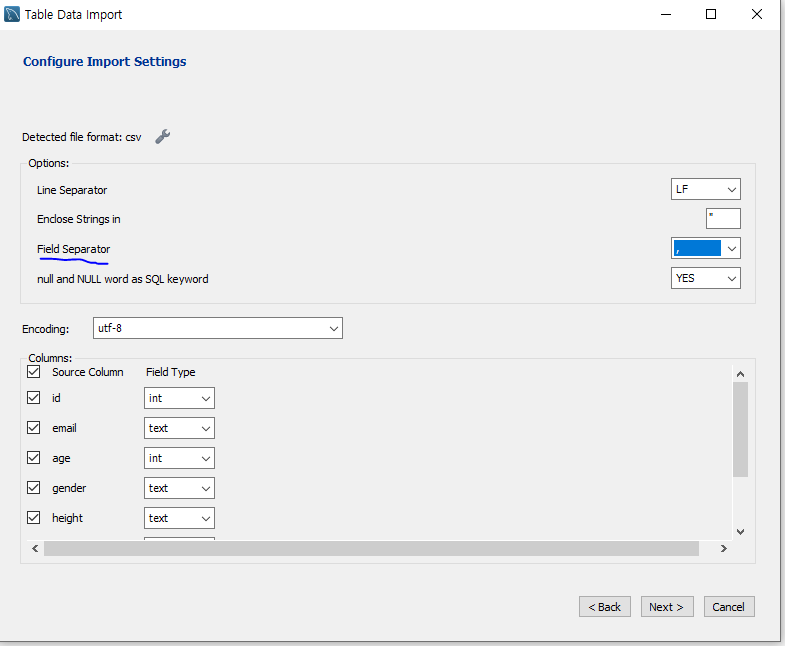 Table Data Import
Configure Import Settings
Detected file format: csv
Options:
Line Separator LF
Enclose Strings in "
Field Separator ,
null and NULL word as SQL keyword YES
Encoding: utf-8
Columns:
Source Column Field Type
id int
email text
age int
gender text
height text
< Back Next > Cancel